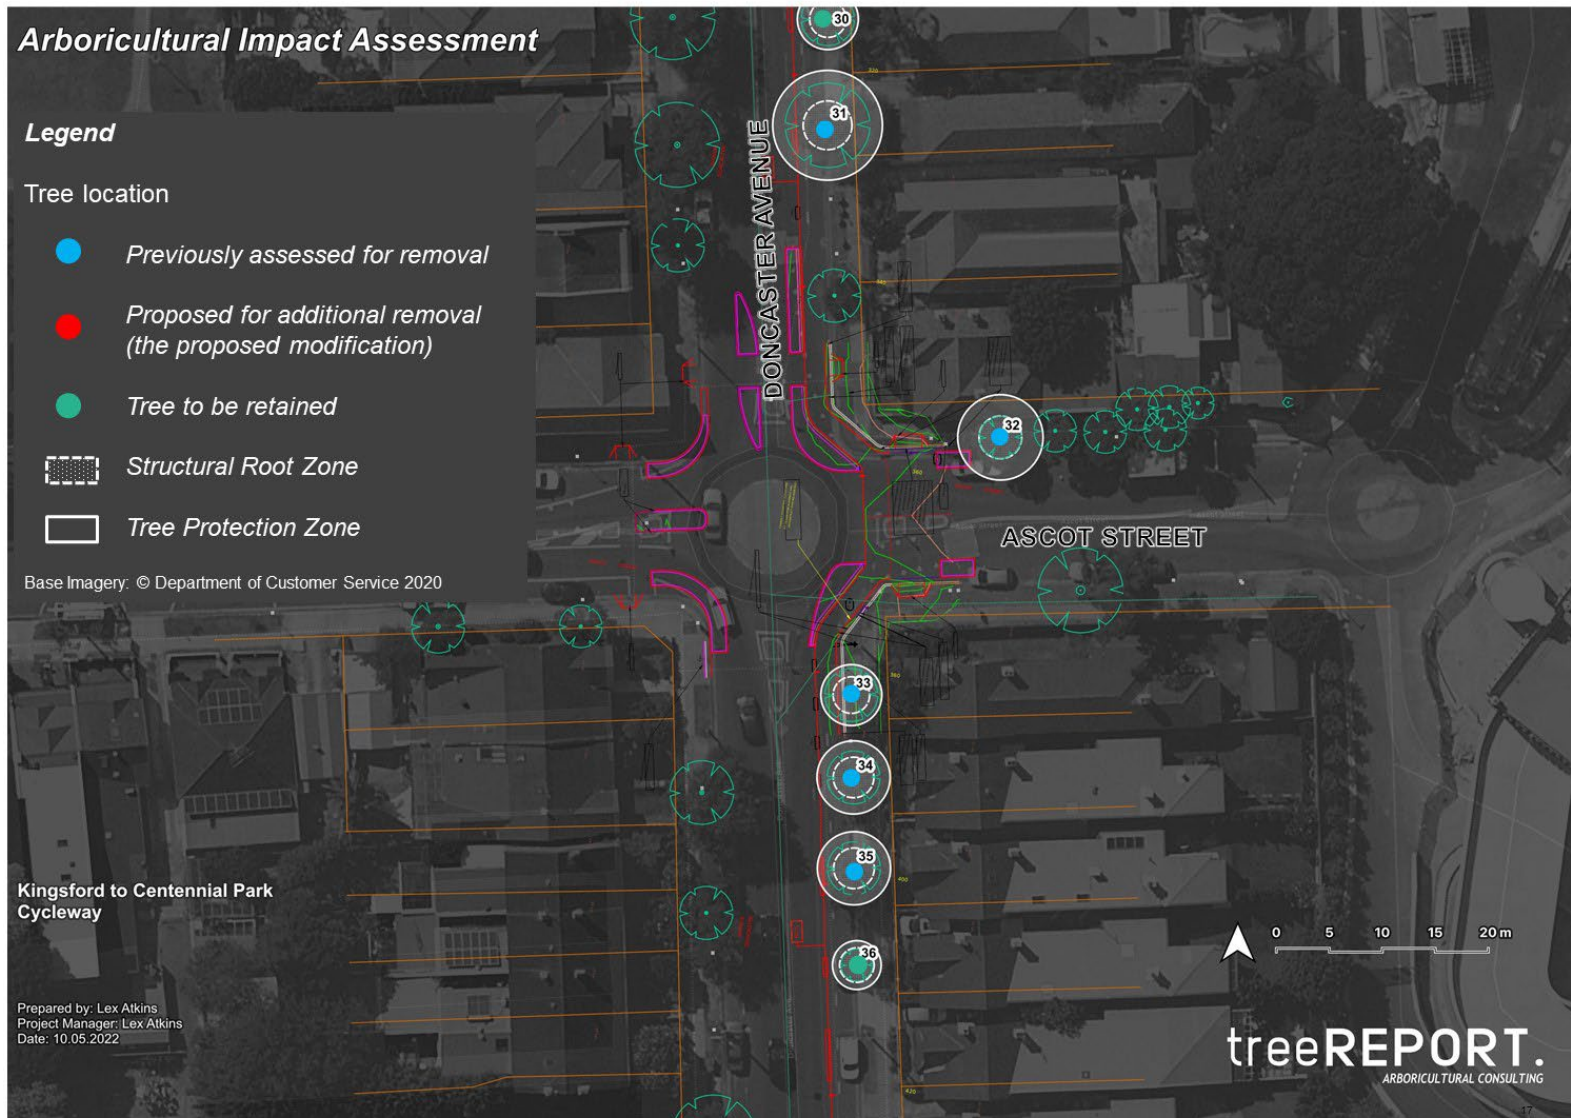 Arboricultural Impact Assessment
Legend
Tree location
Previously assessed for removal
Proposed for additional removal
(the proposed modification)
Tree to be retained
Structural Root Zone
Tree Protection Zone
Base Imagery: © Department of Customer Service 2020
30
31
DONCASTER AVENUE
32
ASCOT STREET
33
34
35
36
Kingsford to Centennial Park
Cycleway
Prepared by: Lex Atkins
Project Manager: Lex Atkins
Date: 10.05.2022
0 5 10 15 20 m
treeREPORT.
ARBORICULTURAL CONSULTING
17